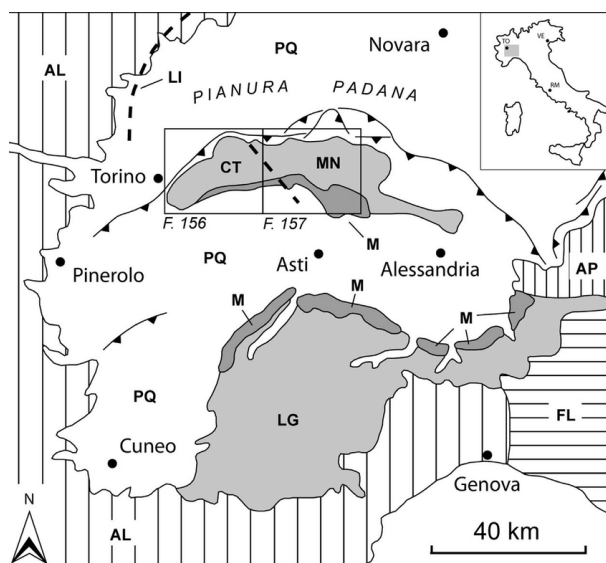 Novara
PQ
TO
VE
RM
AL
LI
PIANURA PADANA
CT
MN
Torino
F. 156
F. 157
M
PQ
Asti
Alessandria
Pinerolo
AP
M
M
M
PQ
LG
FL
Cuneo
Genova
N
AL
40 km